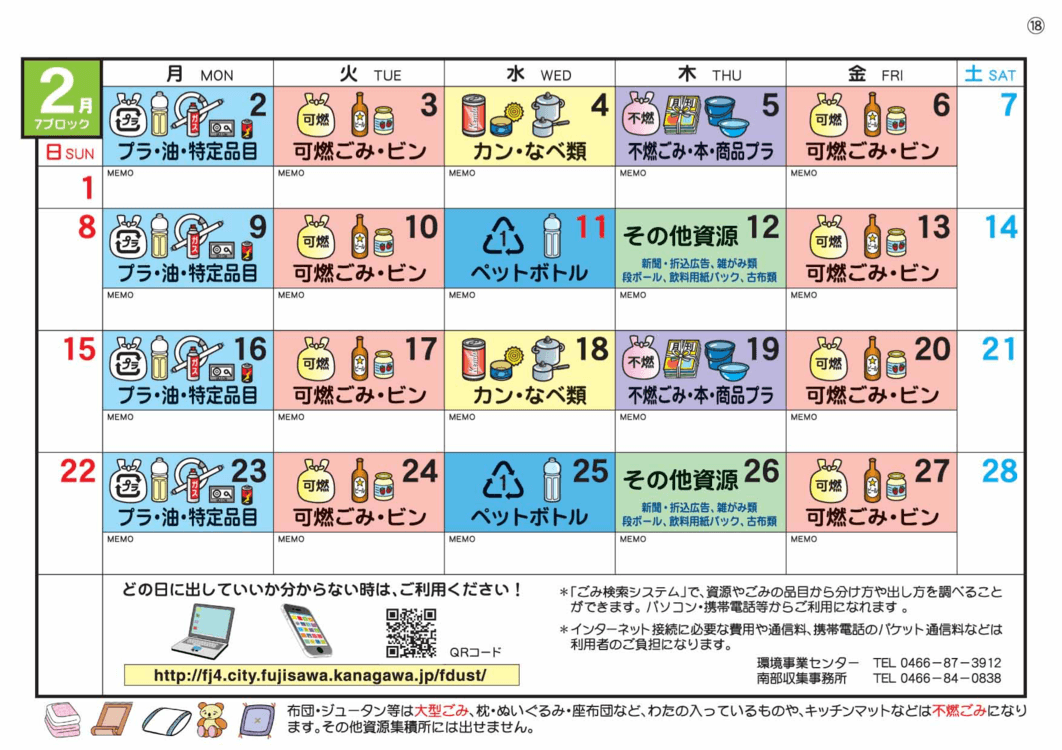 ⑱
2月
7ブロック
月 MON
火 TUE
水 WED
木 THU
金 FRI
土 SAT
日 SUN
1
プラ
ガス
2
プラ・油・特定品目
MEMO
可燃
3
可燃ごみ・ビン
MEMO
4
カン・なべ類
MEMO
不燃
月刊
5
不燃ごみ・本・商品プラ
MEMO
可燃
6
可燃ごみ・ビン
MEMO
7
8
プラ
ガス
9
プラ・油・特定品目
MEMO
可燃
10
可燃ごみ・ビン
MEMO
1
11
ペットボトル
MEMO
その他資源 12
新聞・折込広告、雑がみ類
段ボール、飲料用紙パック、古布類
MEMO
可燃
13
可燃ごみ・ビン
MEMO
14
15
プラ
ガス
16
プラ・油・特定品目
MEMO
可燃
17
可燃ごみ・ビン
MEMO
18
カン・なべ類
MEMO
不燃
月刊
19
不燃ごみ・本・商品プラ
MEMO
可燃
20
可燃ごみ・ビン
MEMO
21
22
プラ
ガス
23
プラ・油・特定品目
MEMO
可燃
24
可燃ごみ・ビン
MEMO
1
25
ペットボトル
MEMO
その他資源 26
新聞・折込広告、雑がみ類
段ボール、飲料用紙パック、古布類
MEMO
可燃
27
可燃ごみ・ビン
MEMO
28
どの日に出していいか分からない時は、ご利用ください!
QRコード
http://fj4.city.fujisawa.kanagawa.jp/fdust/
*「ごみ検索システム」で、資源やごみの品目から分け方や出し方を調べること
ができます。パソコン・携帯電話等からご利用になれます 。
*インターネット接続に必要な費用や通信料、携帯電話のパケット通信料などは
利用者のご負担になります。
環境事業センター TEL 0466-87-3912
南部収集事務所 TEL 0466-84-0838
布団・ジュータン等は大型ごみ、枕・ぬいぐるみ・座布団など、わたの入っているものや、キッチンマットなどは不燃ごみになり
ます。その他資源集積所には出せません。